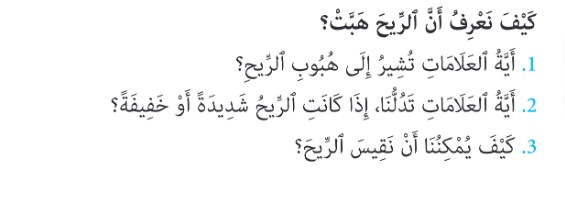 كَيْفَ نَعْرِفُ أَنَّ ٱلرِّيحَ هَبَّتْ؟
1. أَيَّةُ ٱلعَلَامَاتِ تُشِيرُ إِلَى هُبُوبِ ٱلرِّيحِ؟
2. أَيَّةُ ٱلعَلَامَاتِ تَدُلُّنَا، إِذَا كَانَتِ ٱلرِّيحُ شَدِيدَةً أَوْ خَفِيفَةً؟
3. كَيْفَ يُمْكِنُنَا أَنْ نَقِيسَ ٱلرِّيحَ؟